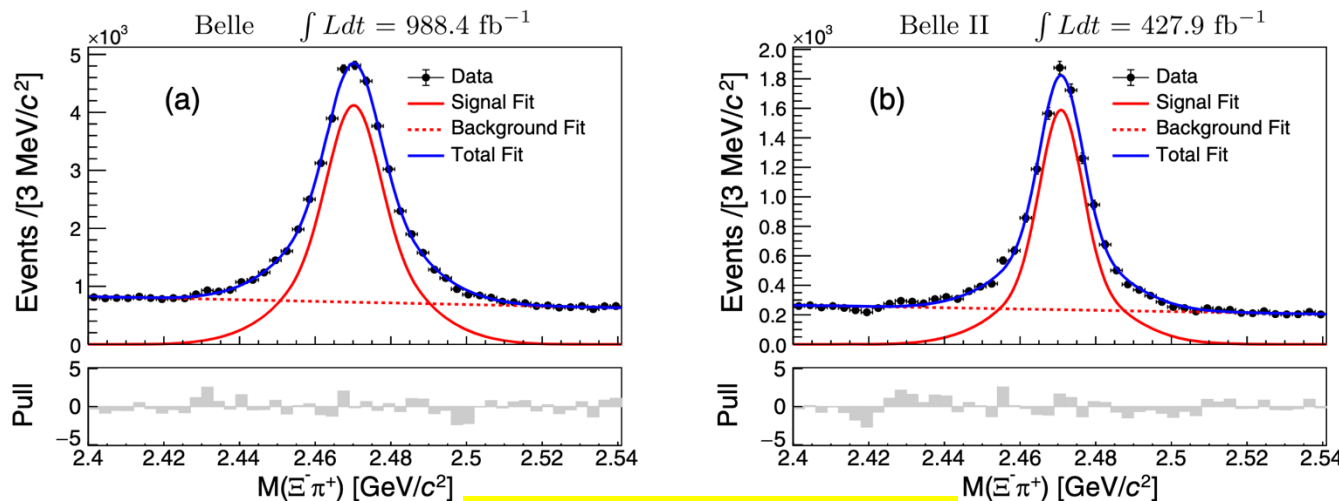 Belle ∫ Ldt = 988.4 fb⁻¹
×10³
Events /[3 MeV/c²]
5
4
3
2
1
0
(a)
Data
Signal Fit
Background Fit
Total Fit
Pull
5
0
−5
2.4 2.42 2.44 2.46 2.48 2.5 2.52 2.54
M(Ξ⁻π⁺) [GeV/c²]
Belle II ∫ Ldt = 427.9 fb⁻¹
×10³
Events /[3 MeV/c²]
2.0
1.8
1.6
1.4
1.2
1.0
0.8
0.6
0.4
0.2
0.0
(b)
Data
Signal Fit
Background Fit
Total Fit
Pull
5
0
−5
2.4 2.42 2.44 2.46 2.48 2.5 2.52 2.54
M(Ξ⁻π⁺) [GeV/c²]